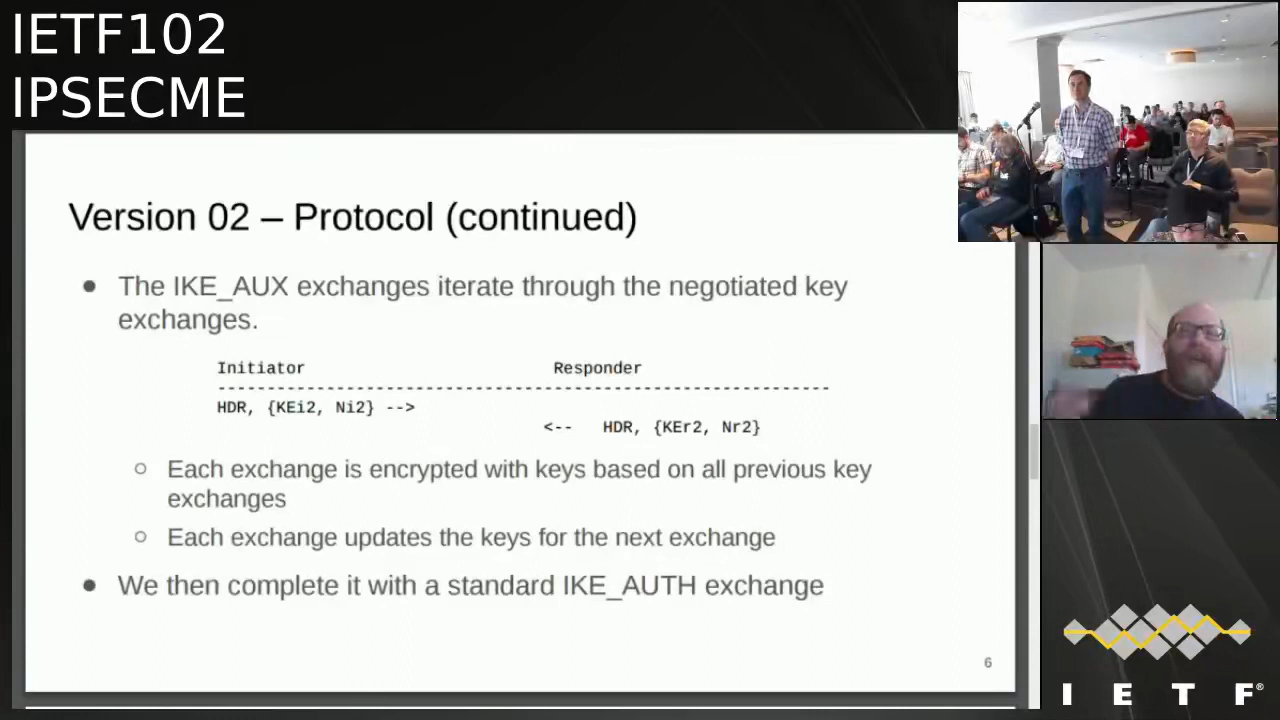 IETF102
IPSECME
Version 02 – Protocol (continued)
● The IKE_AUX exchanges iterate through the negotiated key
exchanges.
Initiator Responder
---------------------------------------------------------------
HDR, {KEi2, Ni2} -->
<-- HDR, {KEr2, Nr2}
○ Each exchange is encrypted with keys based on all previous key
exchanges
○ Each exchange updates the keys for the next exchange
● We then complete it with a standard IKE_AUTH exchange
6
I E T F®